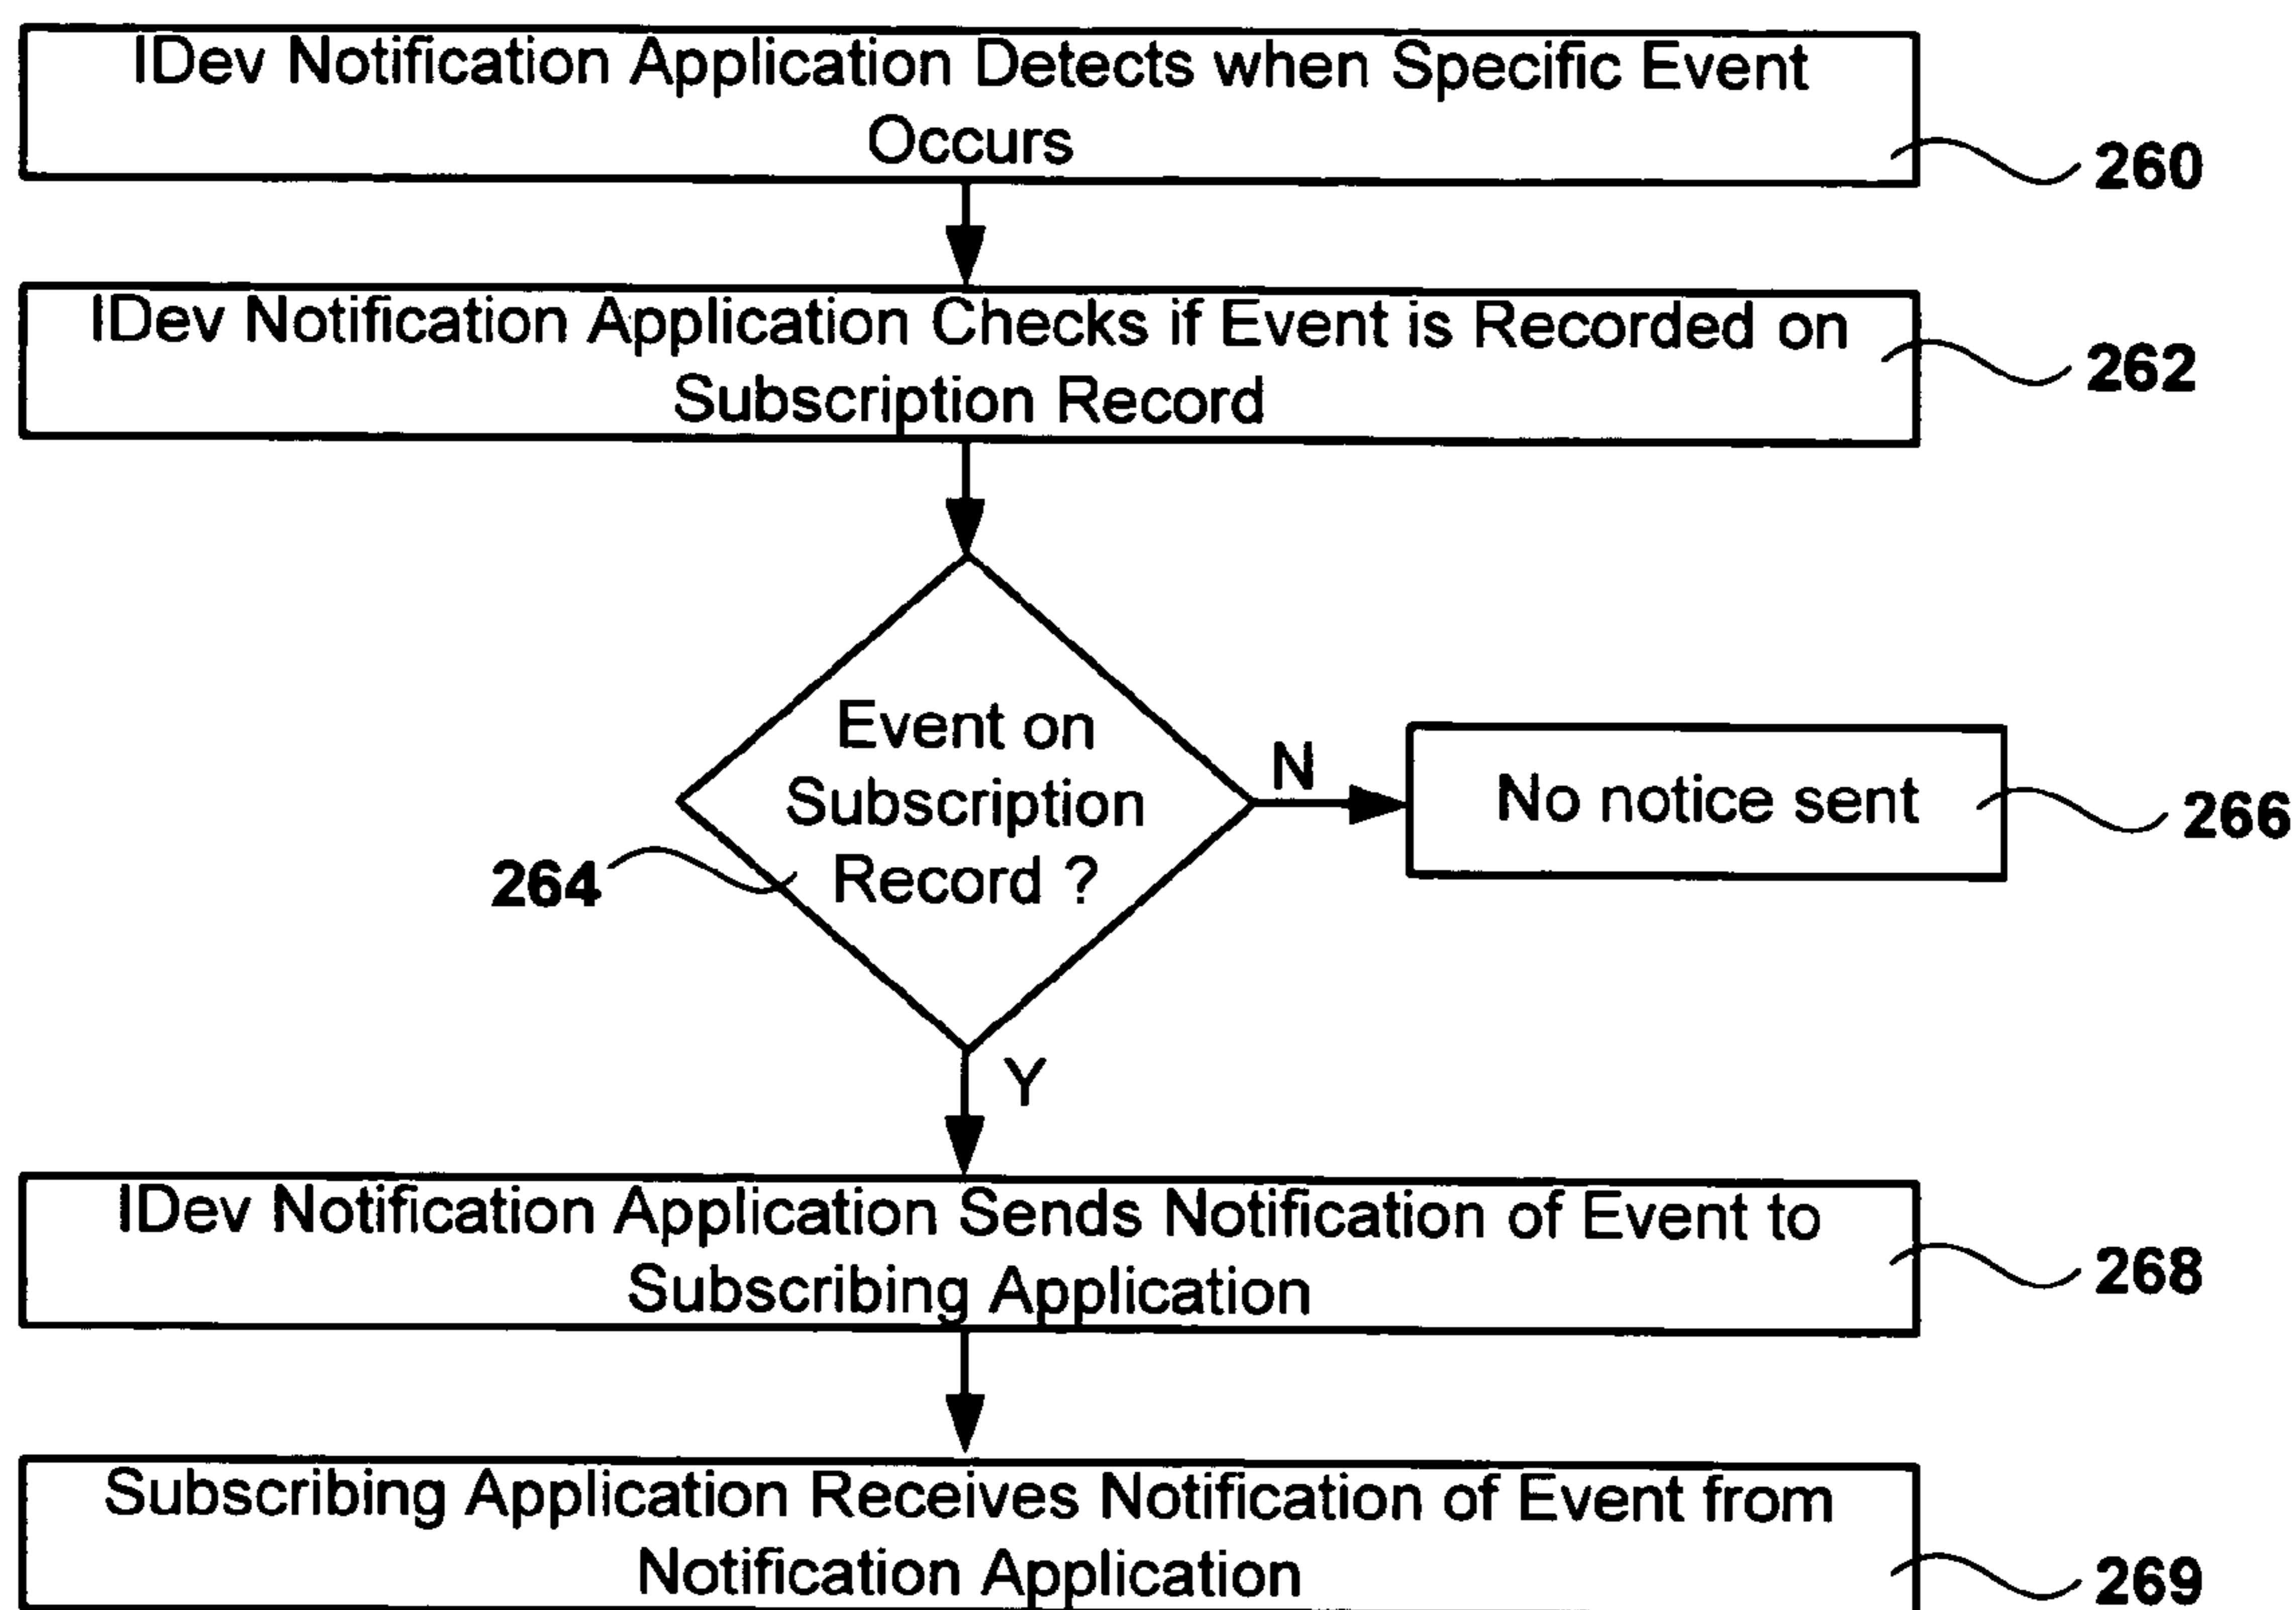 IDev Notification Application Detects when Specific Event
Occurs
260
IDev Notification Application Checks if Event is Recorded on
Subscription Record
262
Event on
Subscription
Record ?
264
N
No notice sent
266
Y
IDev Notification Application Sends Notification of Event to
Subscribing Application
268
Subscribing Application Receives Notification of Event from
Notification Application
269